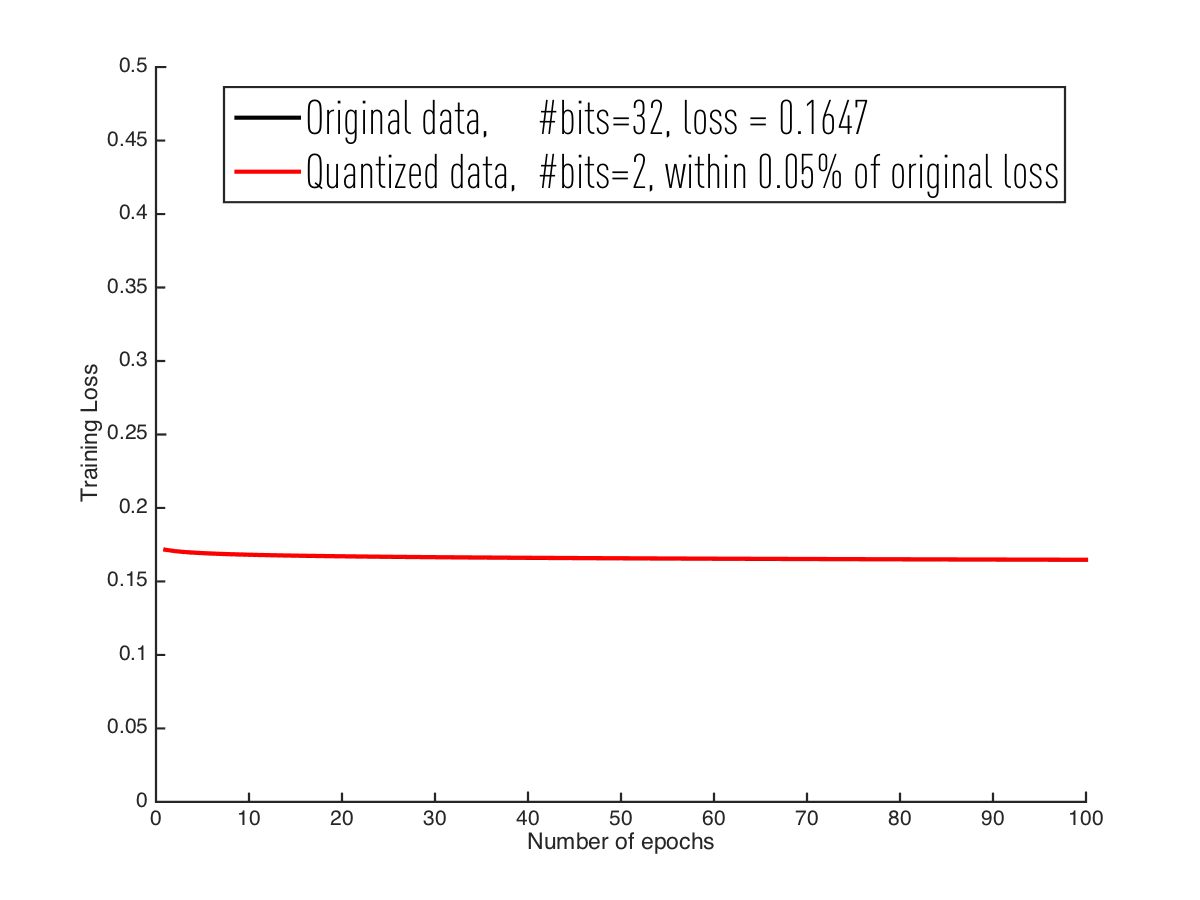 0.5
Original data, #bits=32, loss = 0.1647
Quantized data, #bits=2, within 0.05% of original loss
0.45
0.4
0.35
0.3
0.25
0.2
0.15
0.1
0.05
0
Training Loss
0 10 20 30 40 50 60 70 80 90 100
Number of epochs